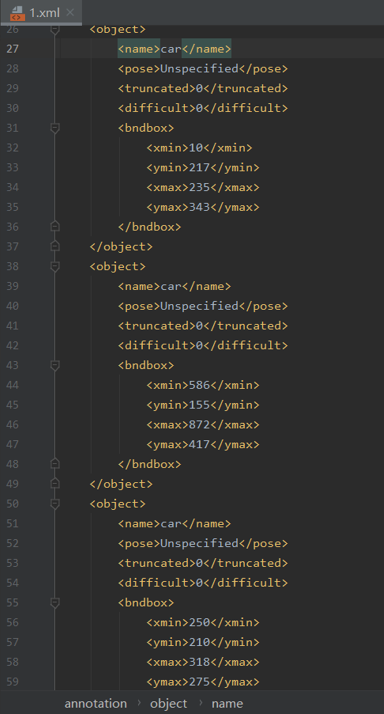 1.xml
26 <object>
27 <name>car</name>
28 <pose>Unspecified</pose>
29 <truncated>0</truncated>
30 <difficult>0</difficult>
31 <bndbox>
32 <xmin>10</xmin>
33 <ymin>217</ymin>
34 <xmax>235</xmax>
35 <ymax>343</ymax>
36 </bndbox>
37 </object>
38 <object>
39 <name>car</name>
40 <pose>Unspecified</pose>
41 <truncated>0</truncated>
42 <difficult>0</difficult>
43 <bndbox>
44 <xmin>586</xmin>
45 <ymin>155</ymin>
46 <xmax>872</xmax>
47 <ymax>417</ymax>
48 </bndbox>
49 </object>
50 <object>
51 <name>car</name>
52 <pose>Unspecified</pose>
53 <truncated>0</truncated>
54 <difficult>0</difficult>
55 <bndbox>
56 <xmin>250</xmin>
57 <ymin>210</ymin>
58 <xmax>318</xmax>
59 <ymax>275</ymax>
annotation › object › name